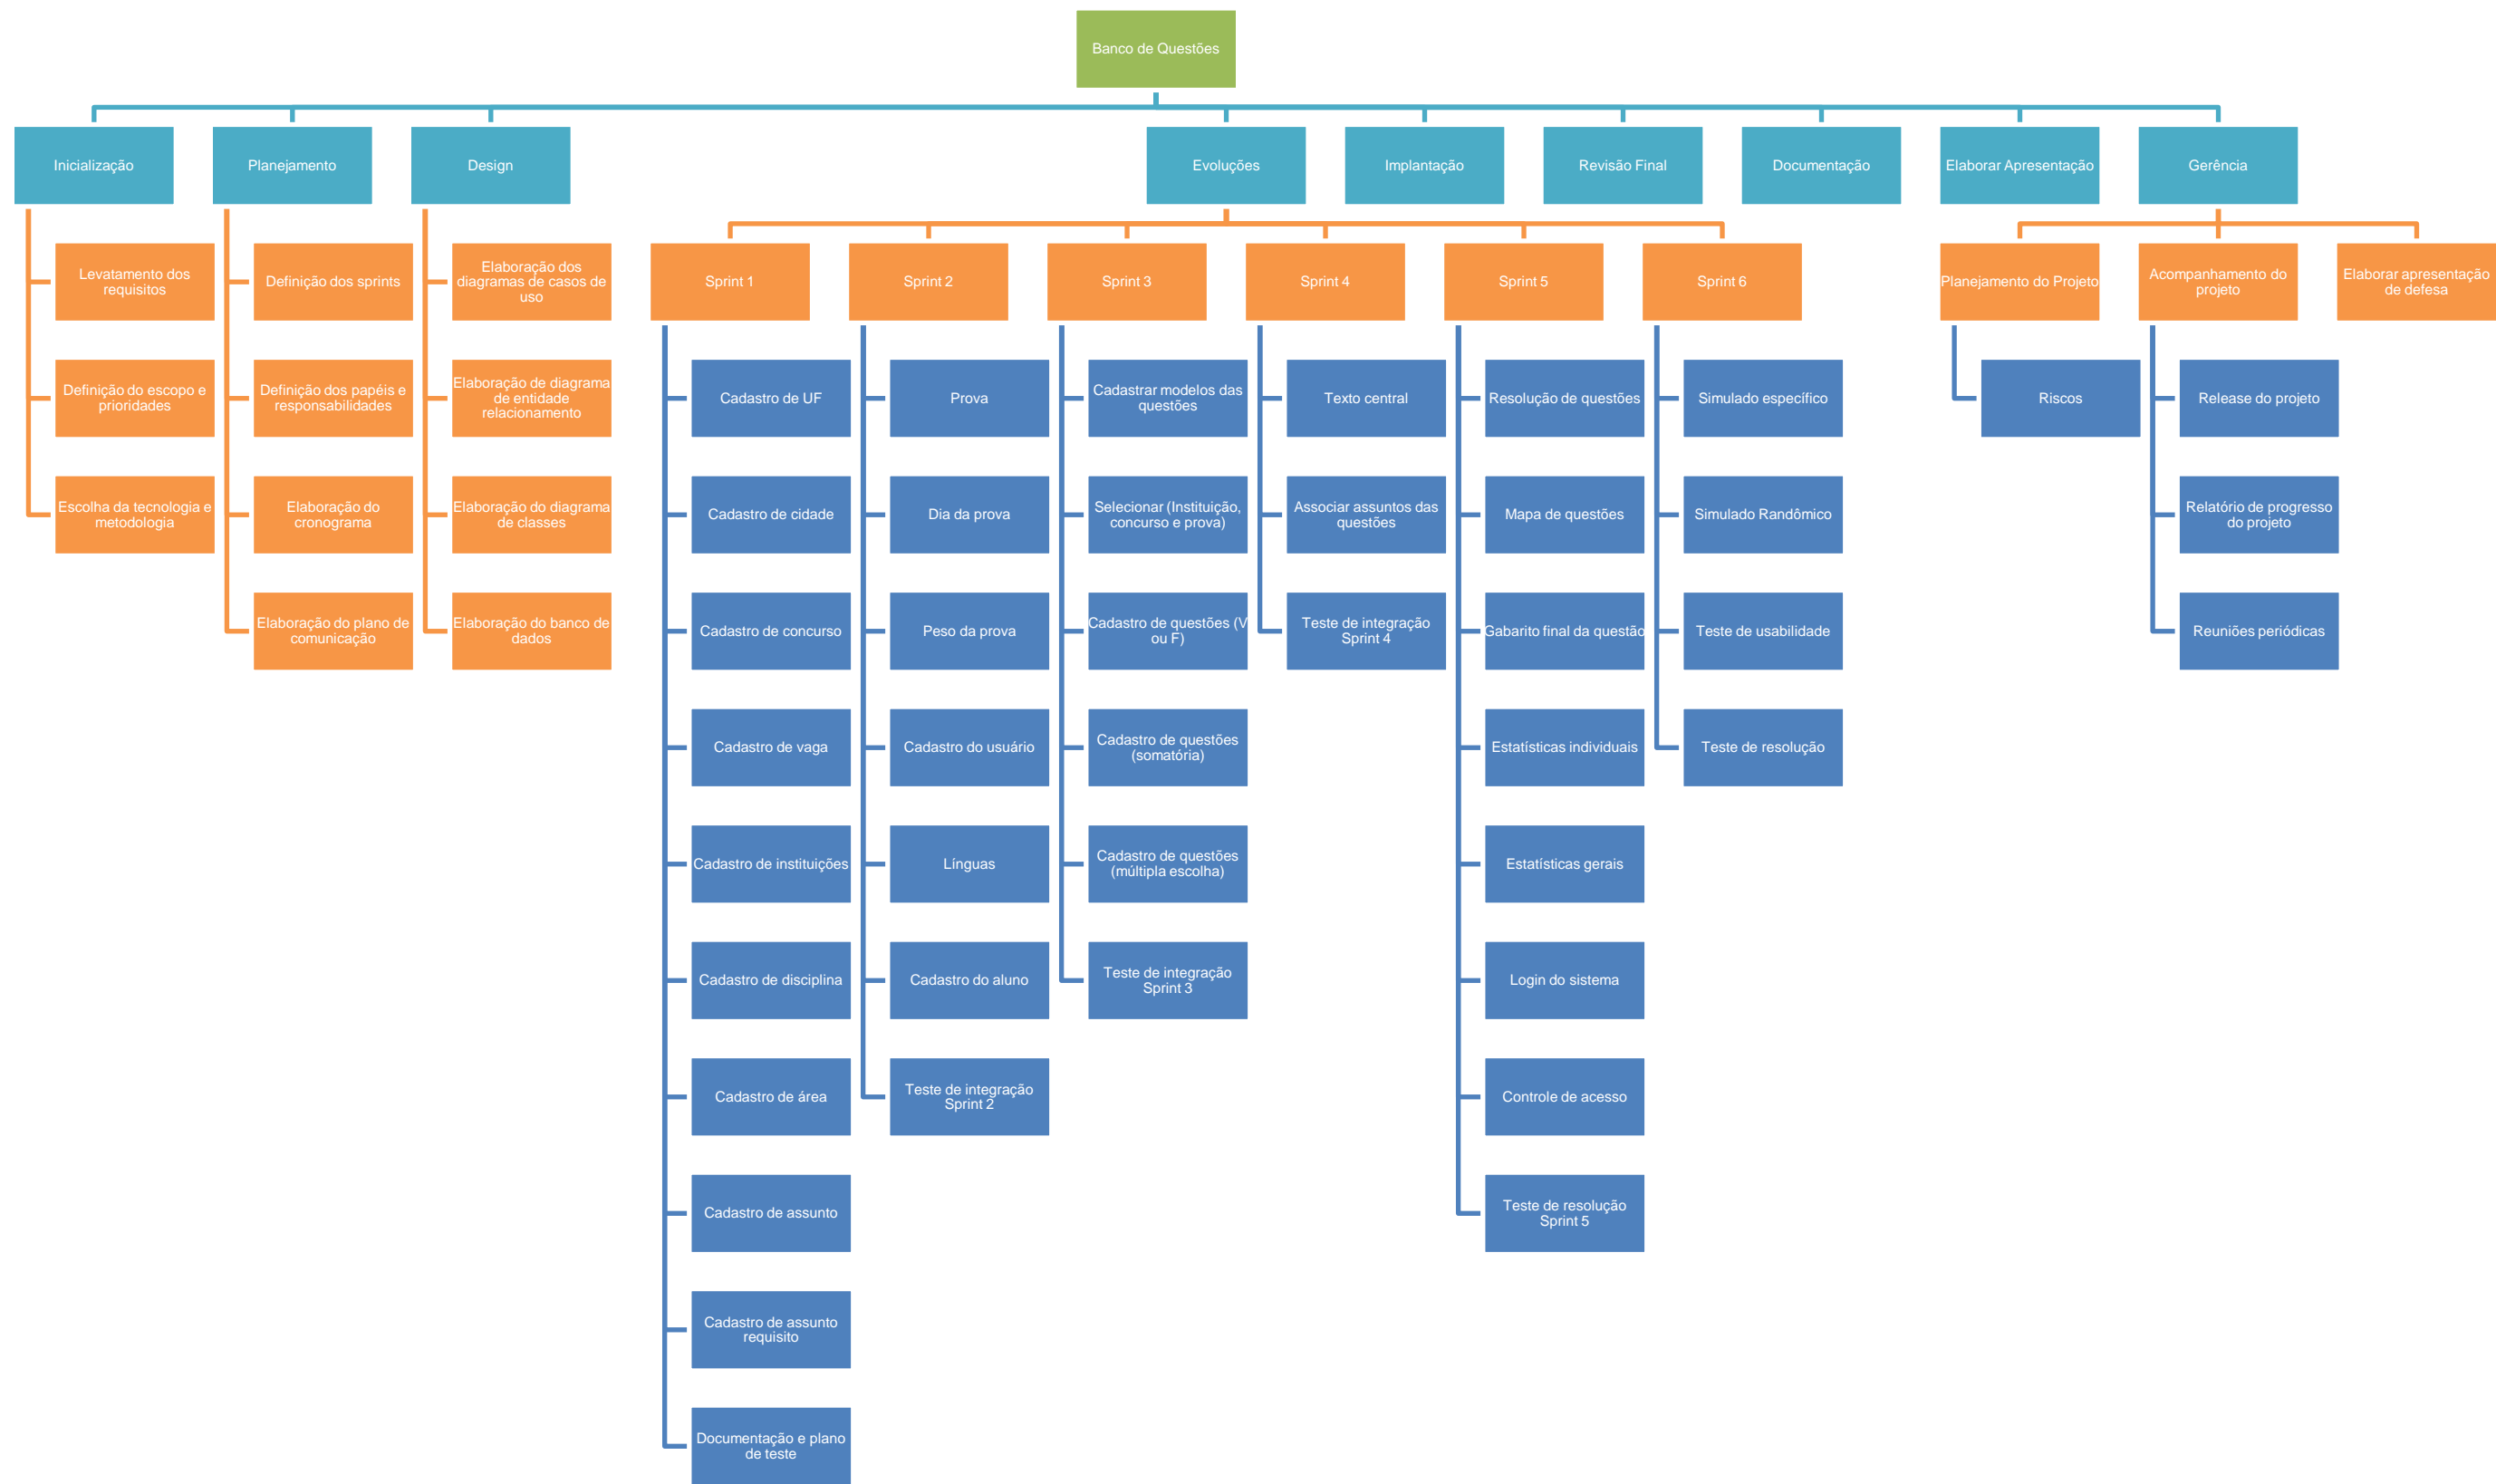 Banco de Questões
Inicialização
Planejamento
Design
Evoluções
Implantação
Revisão Final
Documentação
Elaborar Apresentação
Gerência
Levatamento dos
requisitos
Definição do escopo e
prioridades
Escolha da tecnologia e
metodologia
Definição dos sprints
Definição dos papéis e
responsabilidades
Elaboração do
cronograma
Elaboração do plano de
comunicação
Elaboração dos
diagramas de casos de
uso
Elaboração de diagrama
de entidade
relacionamento
Elaboração do diagrama
de classes
Elaboração do banco de
dados
Sprint 1
Cadastro de UF
Cadastro de cidade
Cadastro de concurso
Cadastro de vaga
Cadastro de instituições
Cadastro de disciplina
Cadastro de área
Cadastro de assunto
Cadastro de assunto
requisito
Documentação e plano
de teste
Sprint 2
Prova
Dia da prova
Peso da prova
Cadastro do usuário
Línguas
Cadastro do aluno
Teste de integração
Sprint 2
Sprint 3
Cadastrar modelos das
questões
Selecionar (Instituição,
concurso e prova)
Cadastro de questões (V
ou F)
Cadastro de questões
(somatória)
Cadastro de questões
(múltipla escolha)
Teste de integração
Sprint 3
Sprint 4
Texto central
Associar assuntos das
questões
Teste de integração
Sprint 4
Sprint 5
Resolução de questões
Mapa de questões
Gabarito final da questão
Estatísticas individuais
Estatísticas gerais
Login do sistema
Controle de acesso
Teste de resolução
Sprint 5
Sprint 6
Simulado específico
Simulado Randômico
Teste de usabilidade
Teste de resolução
Planejamento do Projeto
Riscos
Acompanhamento do
projeto
Release do projeto
Relatório de progresso
do projeto
Reuniões periódicas
Elaborar apresentação
de defesa